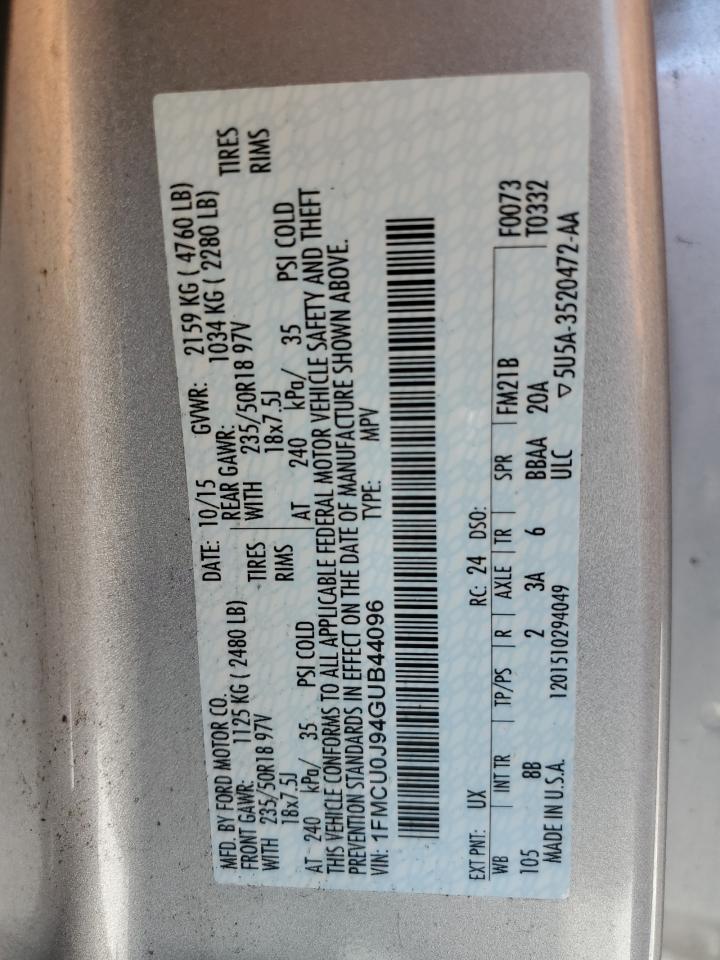 MFD. BY FORD MOTOR CO. DATE: 10/15 GVWR: 2159 KG ( 4760 LB)
FRONT GAWR: 1125 KG ( 2480 LB) REAR GAWR: 1034 KG ( 2280 LB)
WITH 235/50R18 97V TIRES WITH 235/50R18 97V TIRES
18x7.5J RIMS 18x7.5J RIMS
AT 240 kPa/ 35 PSI COLD AT 240 kPa/ 35 PSI COLD
THIS VEHICLE CONFORMS TO ALL APPLICABLE FEDERAL MOTOR VEHICLE SAFETY AND THEFT
PREVENTION STANDARDS IN EFFECT ON THE DATE OF MANUFACTURE SHOWN ABOVE.
VIN: 1FMCU0J94GUB44096 TYPE: MPV
EXT PNT: UX RC: 24 DSO:
WB INT TR TP/PS R AXLE TR SPR FM21B F0073
105 8B 2 3A 6 BBAA 20A T0332
MADE IN U.S.A. 1201510294049 ULC ▽5U5A-3520472-AA